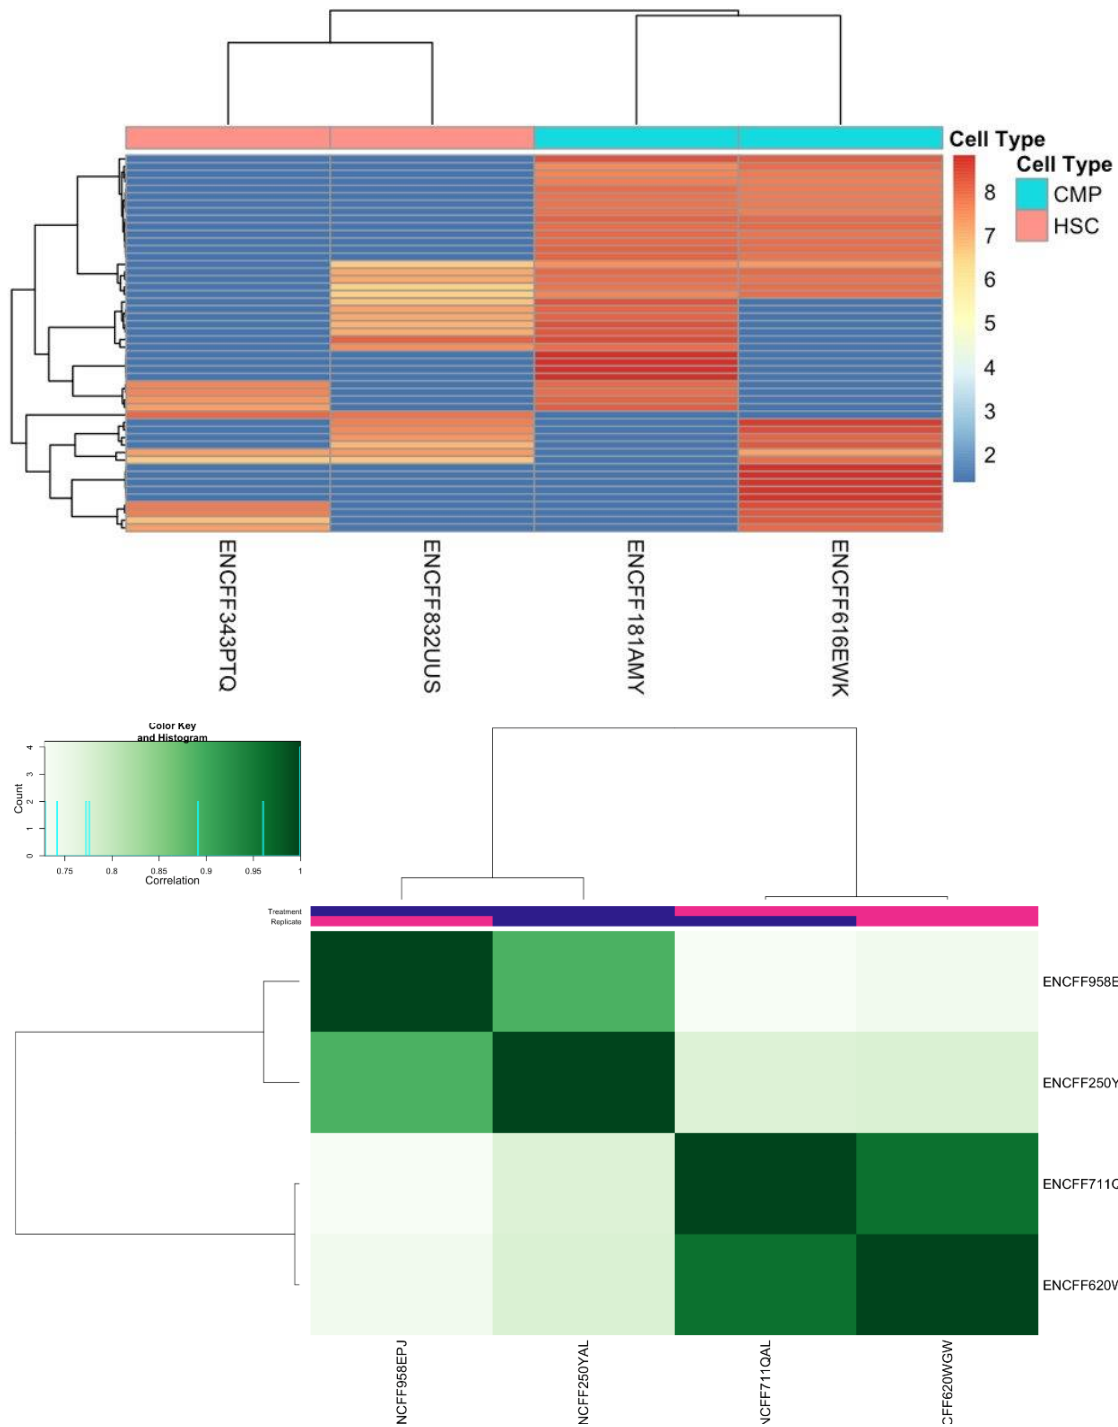 Cell Type
Cell Type
8
CMP
7
HSC
6
5
4
3
2
ENCFF343PTQ
ENCFF832UUS
ENCFF181AMY
ENCFF616EWK
Color Key
and Histogram
Count
0 1 2 3 4
0.75 0.8 0.85 0.9 0.95 1
Correlation
Treatment
Replicate
ENCFF958E
ENCFF250Y
ENCFF711Q
ENCFF620W
NCFF958EPJ
NCFF250YAL
NCFF711QAL
CFF620WGW